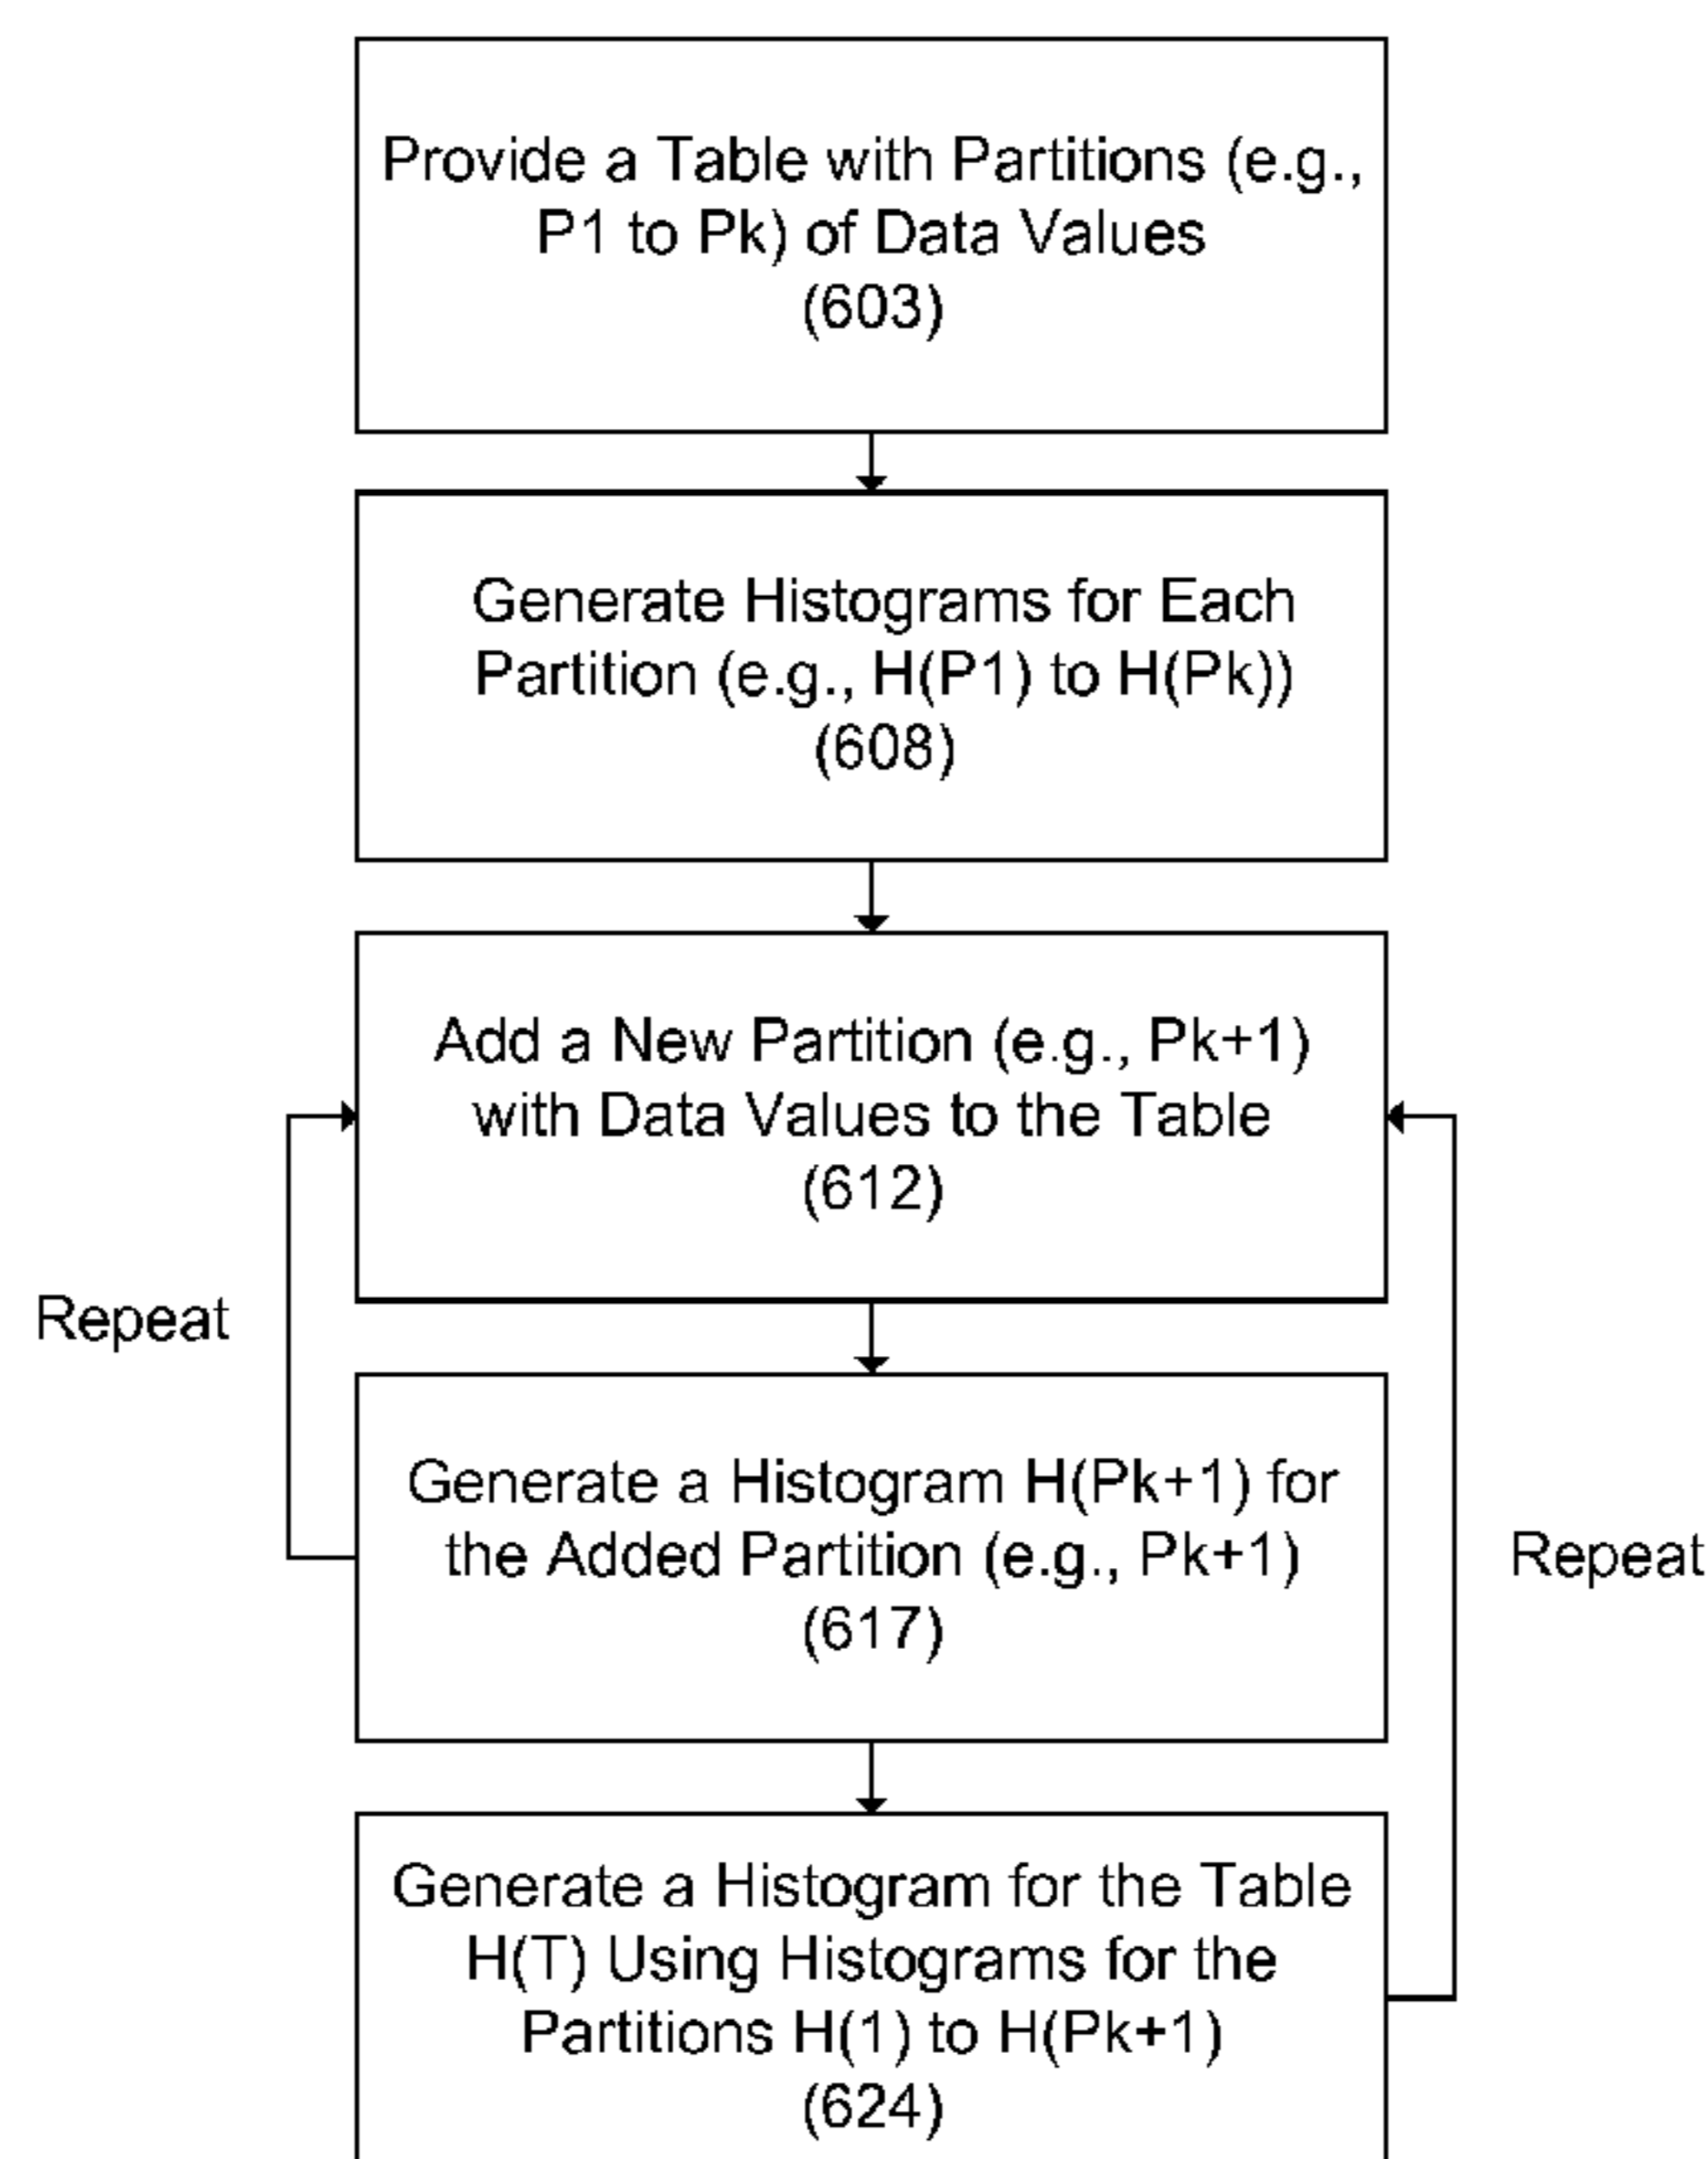 Provide a Table with Partitions (e.g.,
P1 to Pk) of Data Values
(603)
Generate Histograms for Each
Partition (e.g., H(P1) to H(Pk))
(608)
Add a New Partition (e.g., Pk+1)
with Data Values to the Table
(612)
Repeat
Generate a Histogram H(Pk+1) for
the Added Partition (e.g., Pk+1)
(617)
Repeat
Generate a Histogram for the Table
H(T) Using Histograms for the
Partitions H(1) to H(Pk+1)
(624)